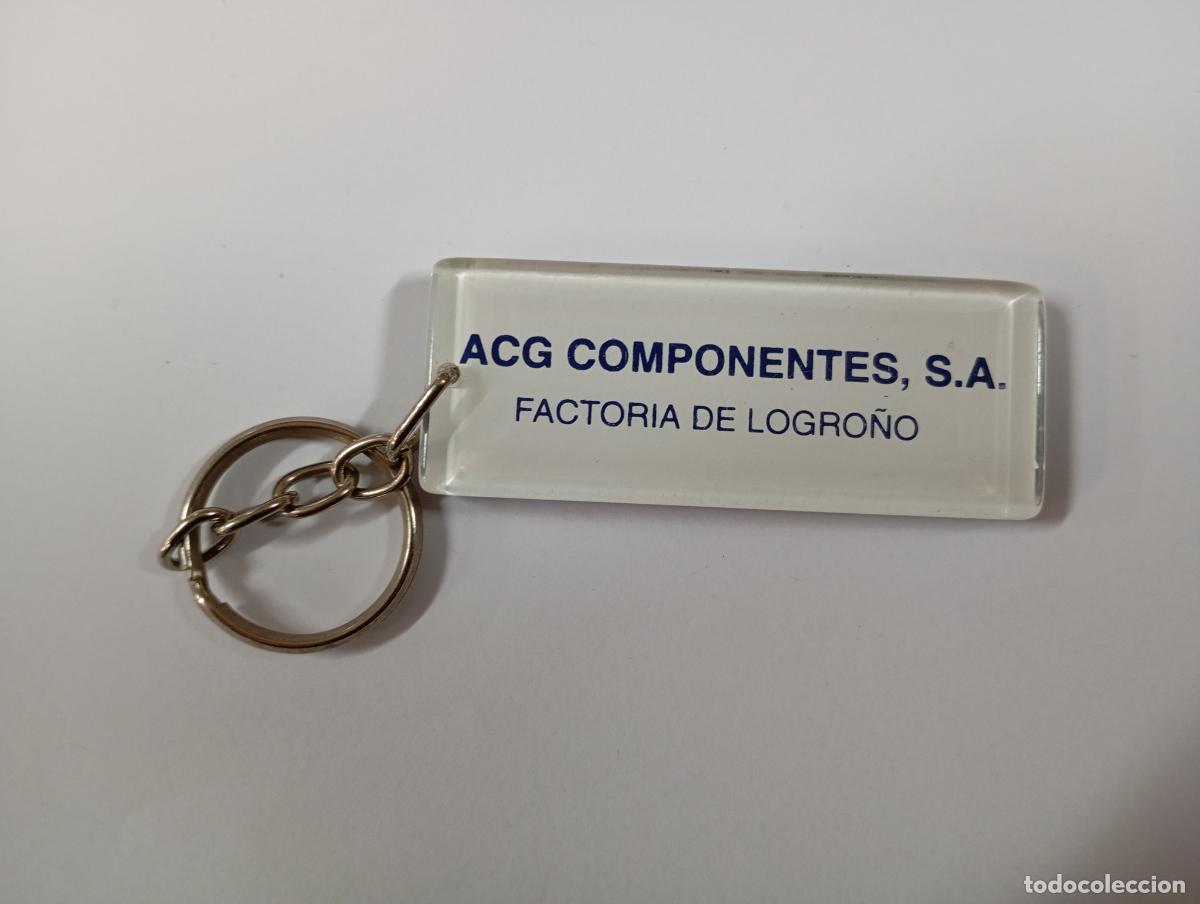 ACG COMPONENTES, S.A.
FACTORIA DE LOGROÑO
todocoleccion